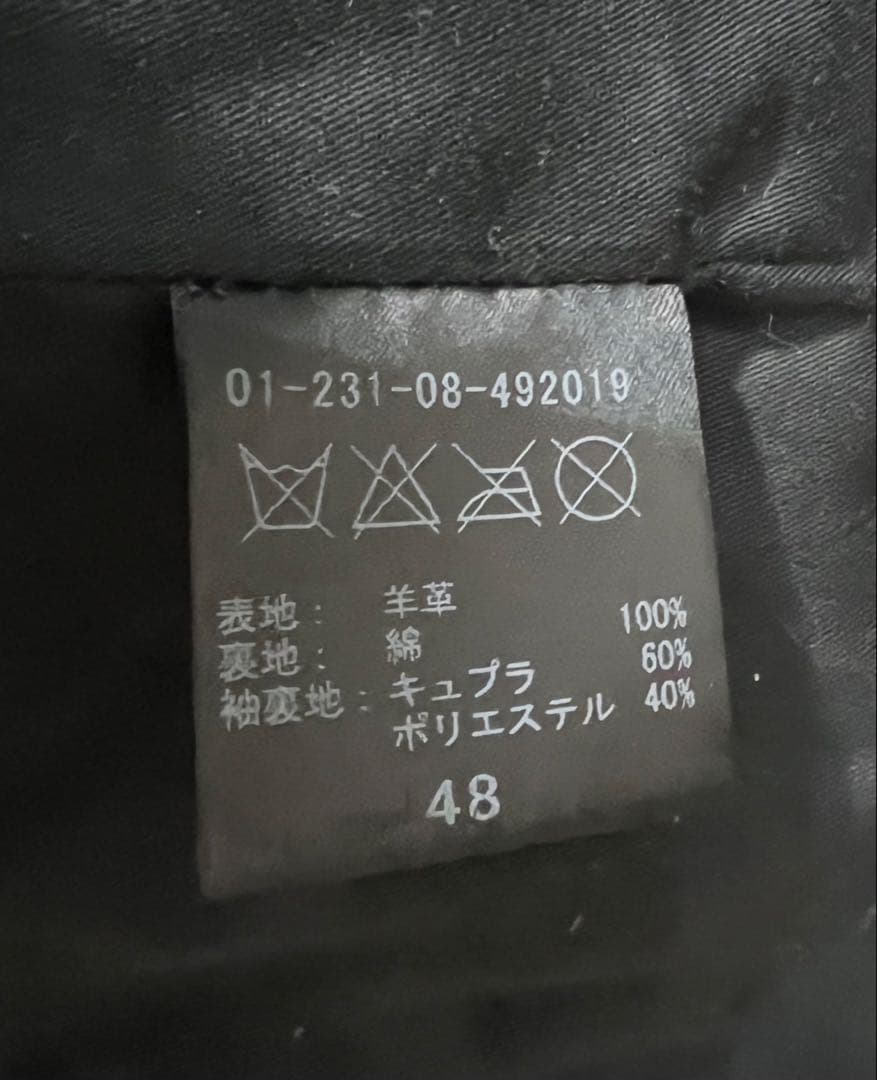 01-231-08-492019
表地： 羊革 100%
裏地： 綿 60%
袖裏地：キュプラ 40%
ポリエステル
48